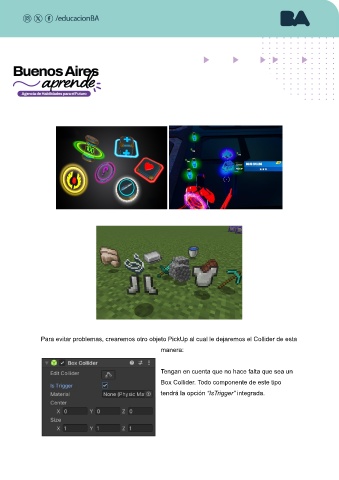 /educacionBA
BA
Buenos Aires
aprende
Agencia de Habilidades para el Futuro
Para evitar problemas, crearemos otro objeto PickUp al cual le dejaremos el Collider de esta
manera:
Box Collider
Edit Collider
Is Trigger
Material None (Physic Ma
Center
X 0 Y 0 Z 0
Size
X 1 Y 1 Z 1
Tengan en cuenta que no hace falta que sea un
Box Collider. Todo componente de este tipo
tendrá la opción "IsTrigger" integrada.